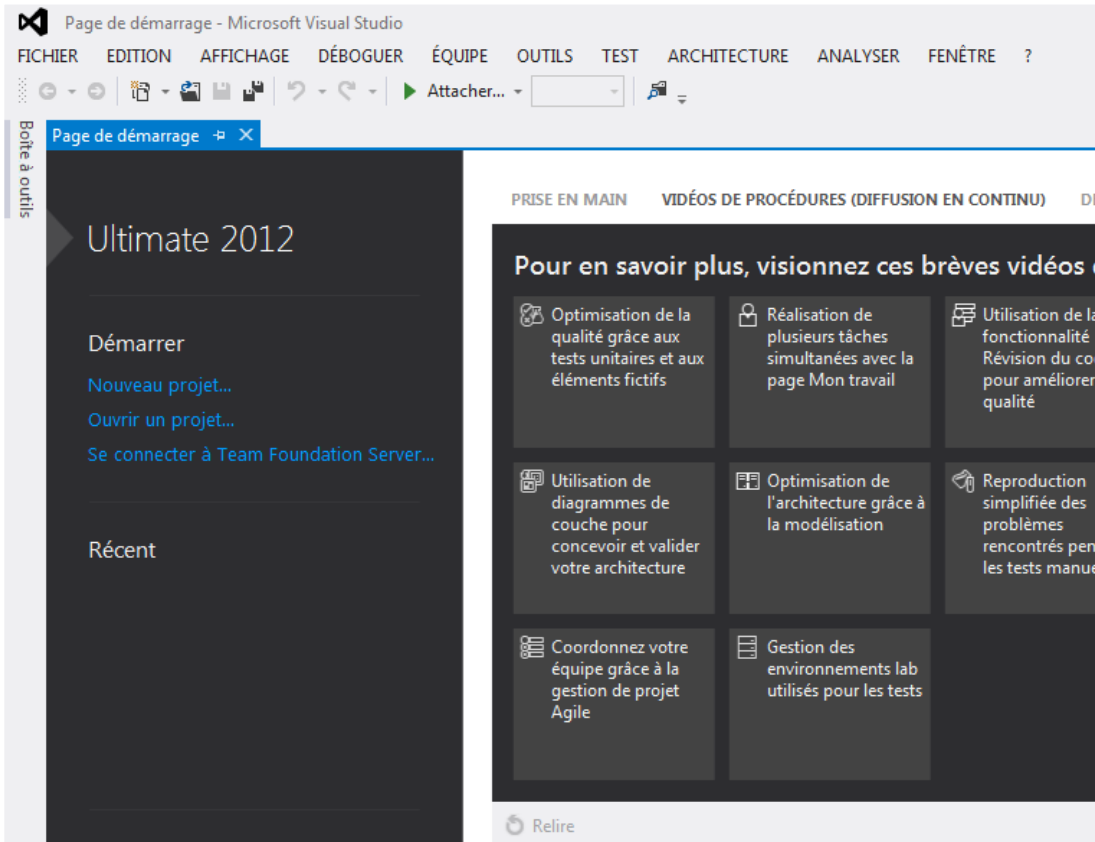 Page de démarrage - Microsoft Visual Studio
FICHIER EDITION AFFICHAGE DÉBOGUER ÉQUIPE OUTILS TEST ARCHITECTURE ANALYSER FENÊTRE ?
Attacher...
Boîte à outils
Page de démarrage
Ultimate 2012
Démarrer
Nouveau projet...
Ouvrir un projet...
Se connecter à Team Foundation Server...
Récent
PRISE EN MAIN VIDÉOS DE PROCÉDURES (DIFFUSION EN CONTINU)
Pour en savoir plus, visionnez ces brèves vidéos
Optimisation de la
qualité grâce aux
tests unitaires et aux
éléments fictifs
Réalisation de
plusieurs tâches
simultanées avec la
page Mon travail
Utilisation de la
fonctionnalité
Révision du co
pour améliorer
qualité
Utilisation de
diagrammes de
couche pour
concevoir et valider
votre architecture
Optimisation de
l'architecture grâce à
la modélisation
Reproduction
simplifiée des
problèmes
rencontrés pen
les tests manue
Coordonnez votre
équipe grâce à la
gestion de projet
Agile
Gestion des
environnements lab
utilisés pour les tests
Relire